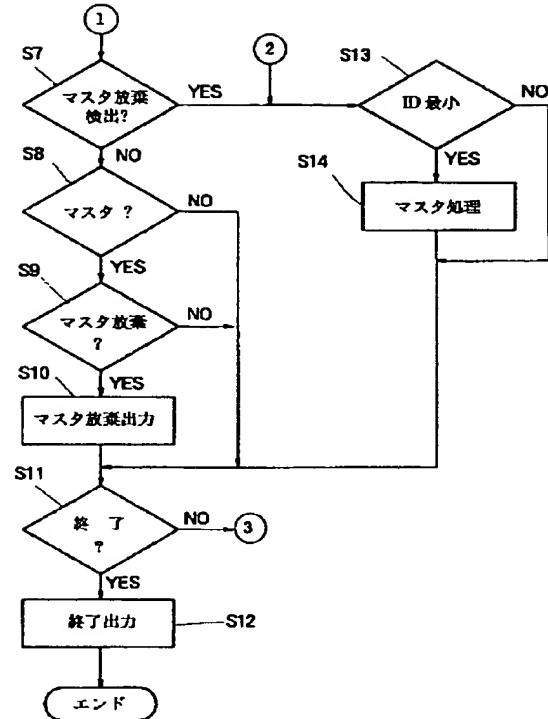 1
S7
マスタ放棄
検出?
YES
2
S13
ID 最小
NO
NO
S8
マスタ ?
NO
YES
S14
マスタ処理
YES
S9
マスタ放棄
?
NO
YES
S10
マスタ放棄出力
S11
終 了
?
NO
3
YES
終了出力
S12
エンド